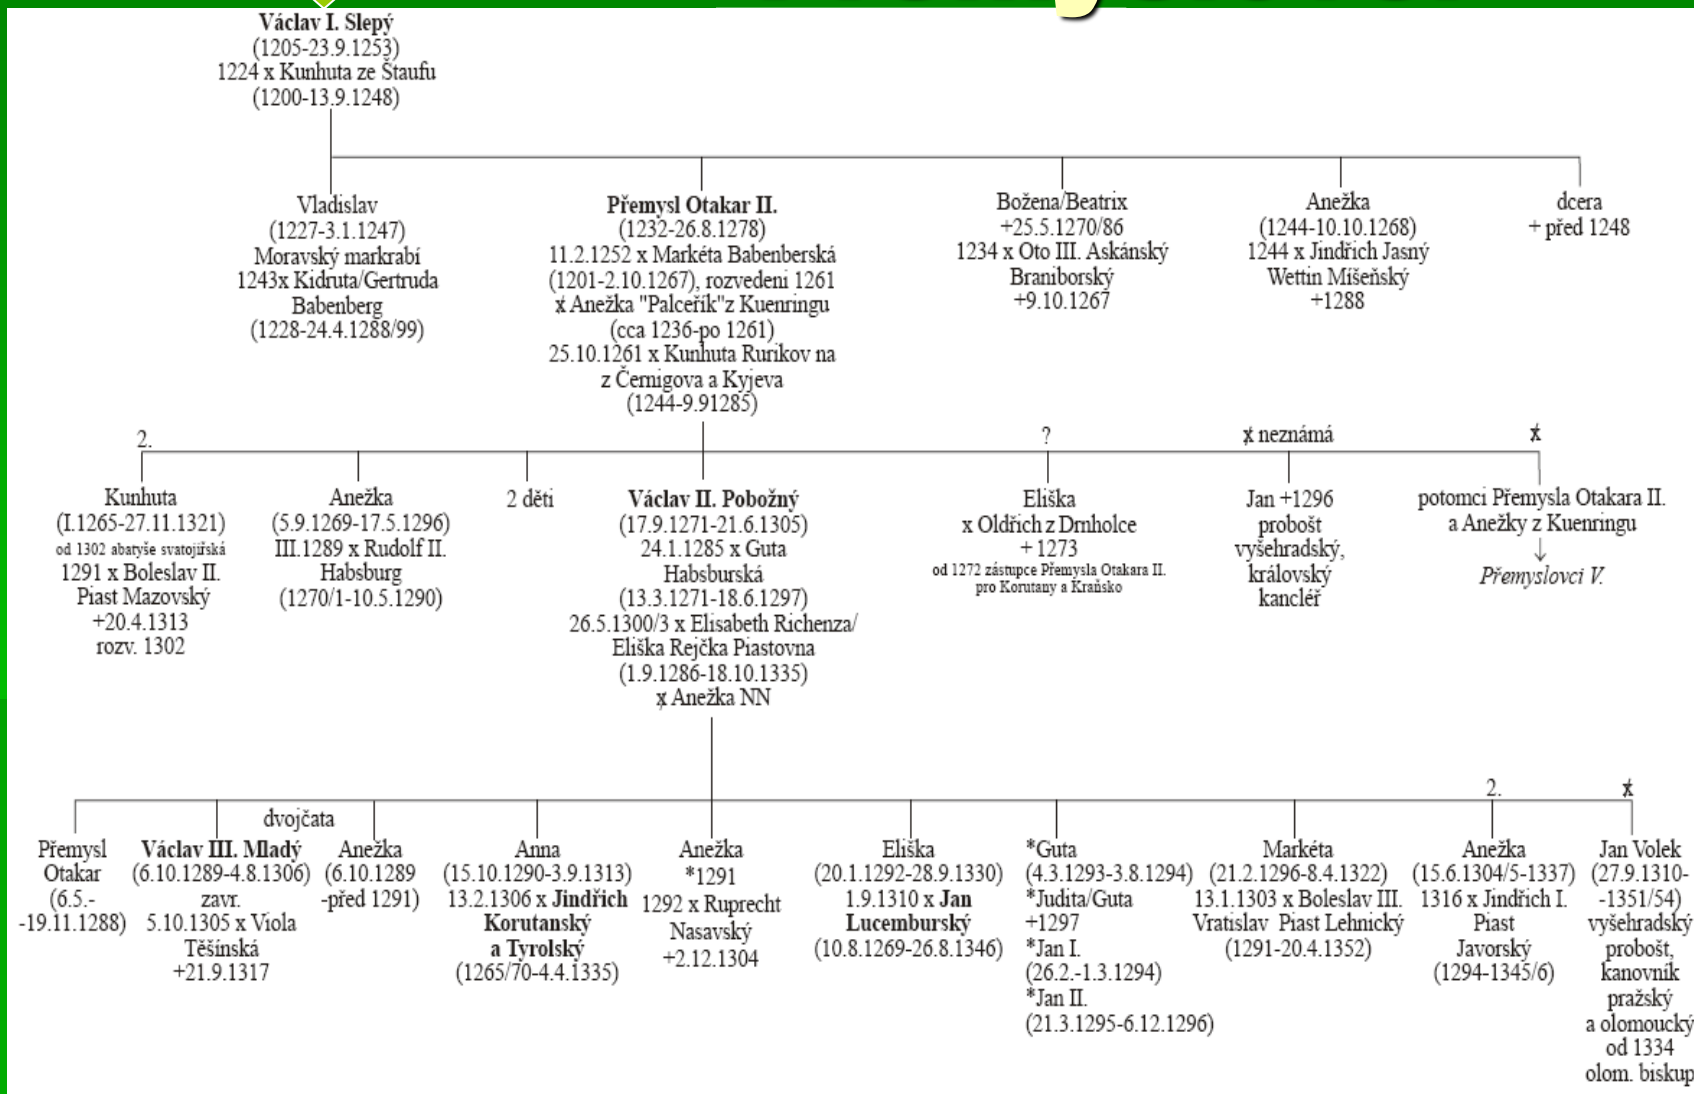 Václav I. Slepý
(1205-23.9.1253)
1224 x Kunhuta ze Štaufu
(1200-13.9.1248)
Vladislav
(1227-3.1.1247)
Moravský markrabí
1243x Kidruta/Gertruda
Babenberg
(1228-24.4.1288/99)
Přemysl Otakar II.
(1232-26.8.1278)
11.2.1252 x Markéta Babenberská
(1201-2.10.1267), rozvedeni 1261
x Anežka "Palceřík"z Kuenringu
(cca 1236-po 1261)
25.10.1261 x Kunhuta Rurikov na
z Černigova a Kyjeva
(1244-9.91285)
Božena/Beatrix
+25.5.1270/86
1234 x Oto III. Askánský
Braniborský
+9.10.1267
Anežka
(1244-10.10.1268)
1244 x Jindřich Jasný
Wettin Míšeňský
+1288
dcera
+ před 1248
2.
?
x neznámá
x
Kunhuta
(I.1265-27.11.1321)
od 1302 abatyše svatojiřská
1291 x Boleslav II.
Piast Mazovský
+20.4.1313
rozv. 1302
Anežka
(5.9.1269-17.5.1296)
III.1289 x Rudolf II.
Habsburg
(1270/1-10.5.1290)
2 děti
Václav II. Pobožný
(17.9.1271-21.6.1305)
24.1.1285 x Guta
Habsburská
(13.3.1271-18.6.1297)
26.5.1300/3 x Elisabeth Richenza/
Eliška Rejčka Piastovna
(1.9.1286-18.10.1335)
x Anežka NN
Eliška
x Oldřich z Drnholce
+ 1273
od 1272 zástupce Přemysla Otakara II.
pro Korutany a Kraňsko
Jan +1296
probošt
vyšehradský,
královský
kancléř
potomci Přemysla Otakara II.
a Anežky z Kuenringu
↓
Přemyslovci V.
dvojčata
2.
x
Přemysl
Otakar
(6.5.-
-19.11.1288)
Václav III. Mladý
(6.10.1289-4.8.1306)
zavr.
5.10.1305 x Viola
Těšínská
+21.9.1317
Anežka
(6.10.1289
-před 1291)
Anna
(15.10.1290-3.9.1313)
13.2.1306 x Jindřich
Korutanský
a Tyrolský
(1265/70-4.4.1335)
Anežka
*1291
1292 x Ruprecht
Nasavský
+2.12.1304
Eliška
(20.1.1292-28.9.1330)
1.9.1310 x Jan
Lucemburský
(10.8.1269-26.8.1346)
*Guta
(4.3.1293-3.8.1294)
*Judita/Guta
+1297
*Jan I.
(26.2.-1.3.1294)
*Jan II.
(21.3.1295-6.12.1296)
Markéta
(21.2.1296-8.4.1322)
13.1.1303 x Boleslav III.
Vratislav Piast Lehnický
(1291-20.4.1352)
Anežka
(15.6.1304/5-1337)
1316 x Jindřich I.
Piast
Javorský
(1294-1345/6)
Jan Volek
(27.9.1310-
-1351/54)
vyšehradský
probošt,
kanovník
pražský
a olomoucký
od 1334
olom. biskup